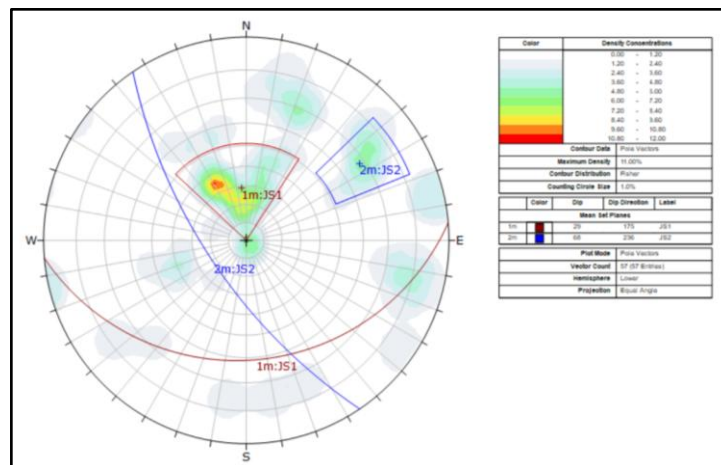 N
W
E
S
1m:JS1
2m:JS2
2m:JS2
1m:JS1
Color Density Concentrations
0.00 - 1.20
1.20 - 2.40
2.40 - 3.60
3.60 - 4.80
4.80 - 6.00
6.00 - 7.20
7.20 - 8.40
8.40 - 9.60
9.60 - 10.80
10.80 - 12.00
Contour Data Pole Vectors
Maximum Density 11.00%
Contour Distribution Fisher
Counting Circle Size 1.0%
Color Dip Dip Direction Label
Mean Set Planes
1m 29 175 JS1
2m 68 236 JS2
Plot Mode Pole Vectors
Vector Count 57 (57 Entries)
Hemisphere Lower
Projection Equal Angle